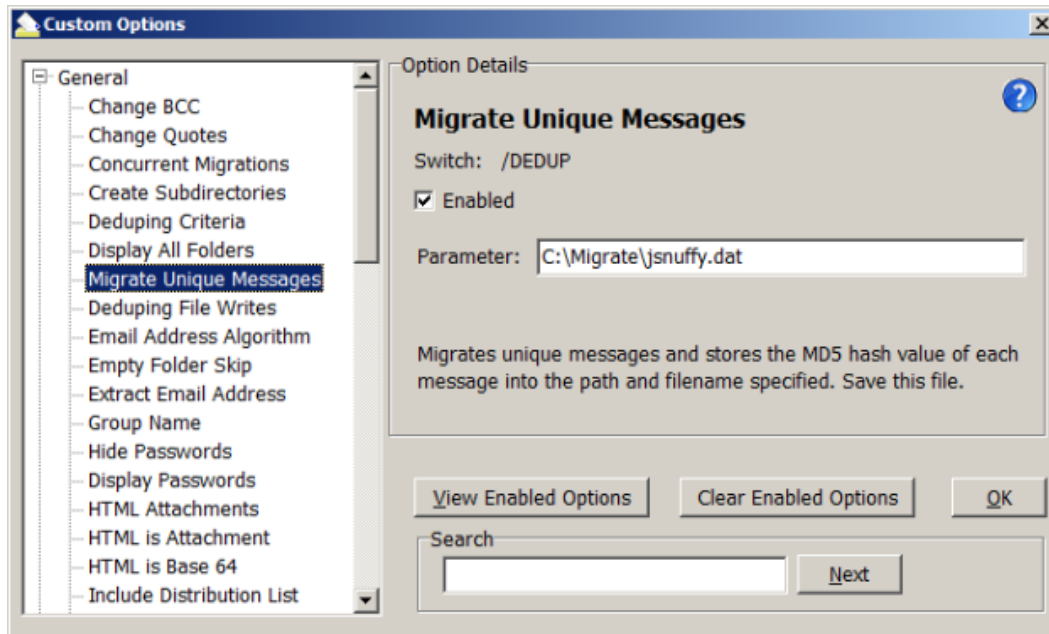 Custom Options
General
Change BCC
Change Quotes
Concurrent Migrations
Create Subdirectories
Deduping Criteria
Display All Folders
Migrate Unique Messages
Deduping File Writes
Email Address Algorithm
Empty Folder Skip
Extract Email Address
Group Name
Hide Passwords
Display Passwords
HTML Attachments
HTML is Attachment
HTML is Base 64
Include Distribution List
Option Details
?
Migrate Unique Messages
Switch: /DEDUP
Enabled
Parameter: C:\Migrate\jsnuffy.dat
Migrates unique messages and stores the MD5 hash value of each
message into the path and filename specified. Save this file.
View Enabled Options Clear Enabled Options OK
Search
Next